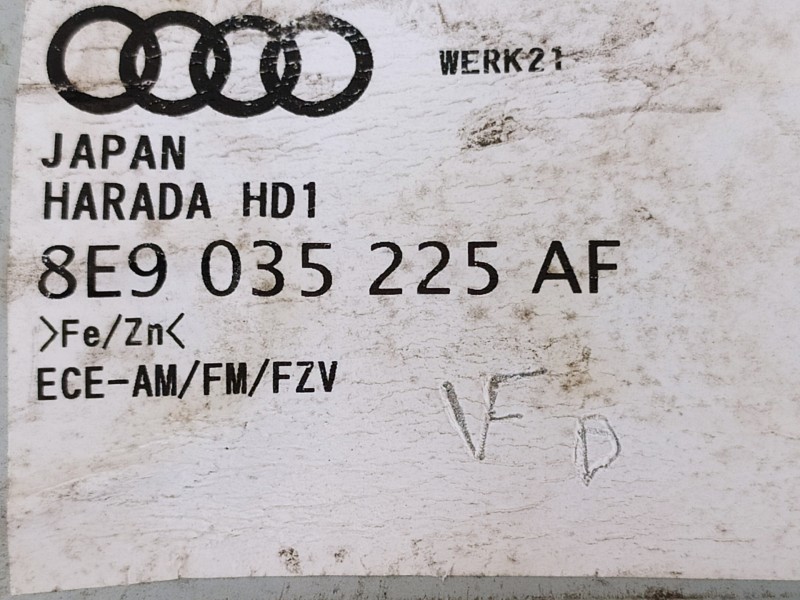 WERK21
JAPAN
HARADA HD1
8E9 035 225 AF
>Fe/Zn<
ECE-AM/FM/FZV
VF
D